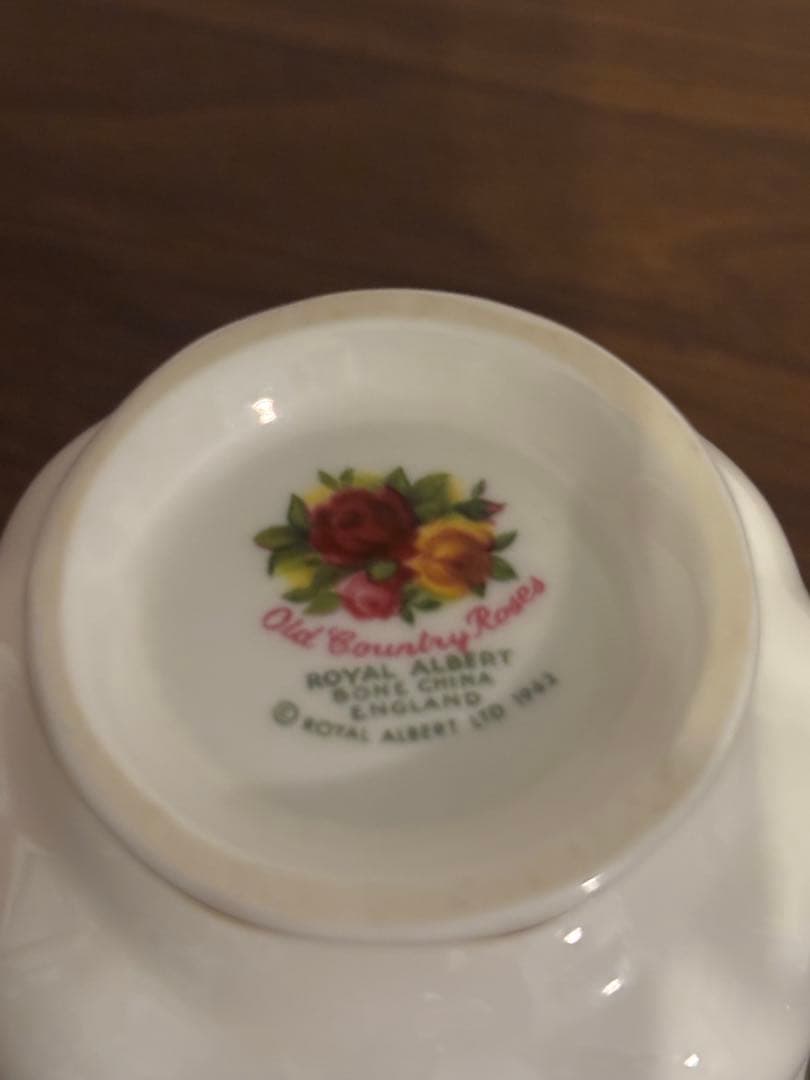 Old Country Roses
ROYAL ALBERT
BONE CHINA
ENGLAND
© ROYAL ALBERT LTD 1962